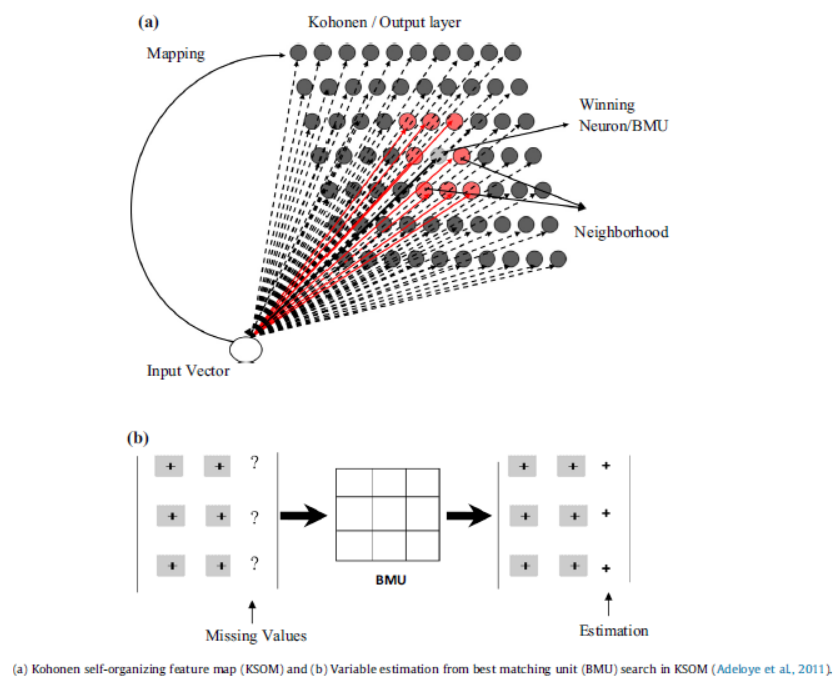 (a)
Kohonen / Output layer
Mapping
Winning
Neuron/BMU
Neighborhood
Input Vector
(b)
+ + ?
+ + ?
+ + ?
BMU
+ + +
+ + +
+ + +
Missing Values
Estimation
(a) Kohonen self-organizing feature map (KSOM) and (b) Variable estimation from best matching unit (BMU) search in KSOM (Adeloye et al., 2011).